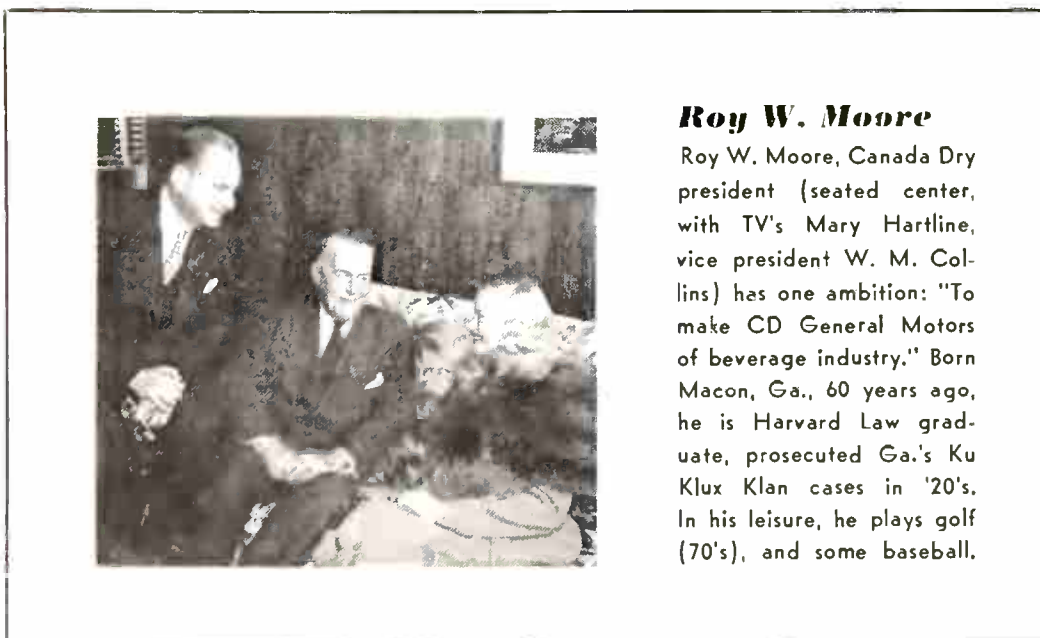 Roy W. Moore
Roy W. Moore, Canada Dry
president (seated center,
with TV's Mary Hartline,
vice president W. M. Col-
lins) has one ambition: "To
make CD General Motors
of beverage industry." Born
Macon, Ga., 60 years ago,
he is Harvard Law grad-
uate, prosecuted Ga.'s Ku
Klux Klan cases in '20's.
In his leisure, he plays golf
(70's), and some baseball.